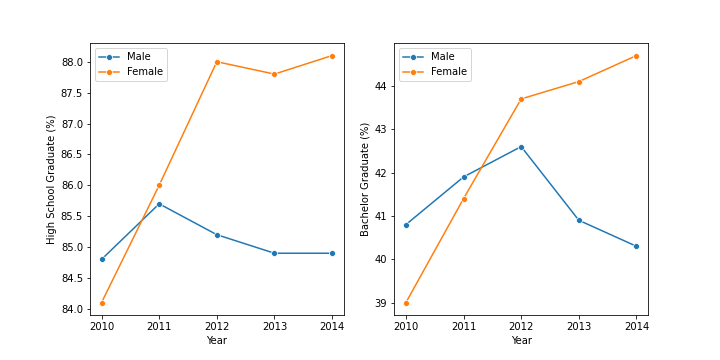 Male
Female
High School Graduate (%)
88.0
87.5
87.0
86.5
86.0
85.5
85.0
84.5
84.0
2010 2011 2012 2013 2014
Year
Male
Female
Bachelor Graduate (%)
44
43
42
41
40
39
2010 2011 2012 2013 2014
Year